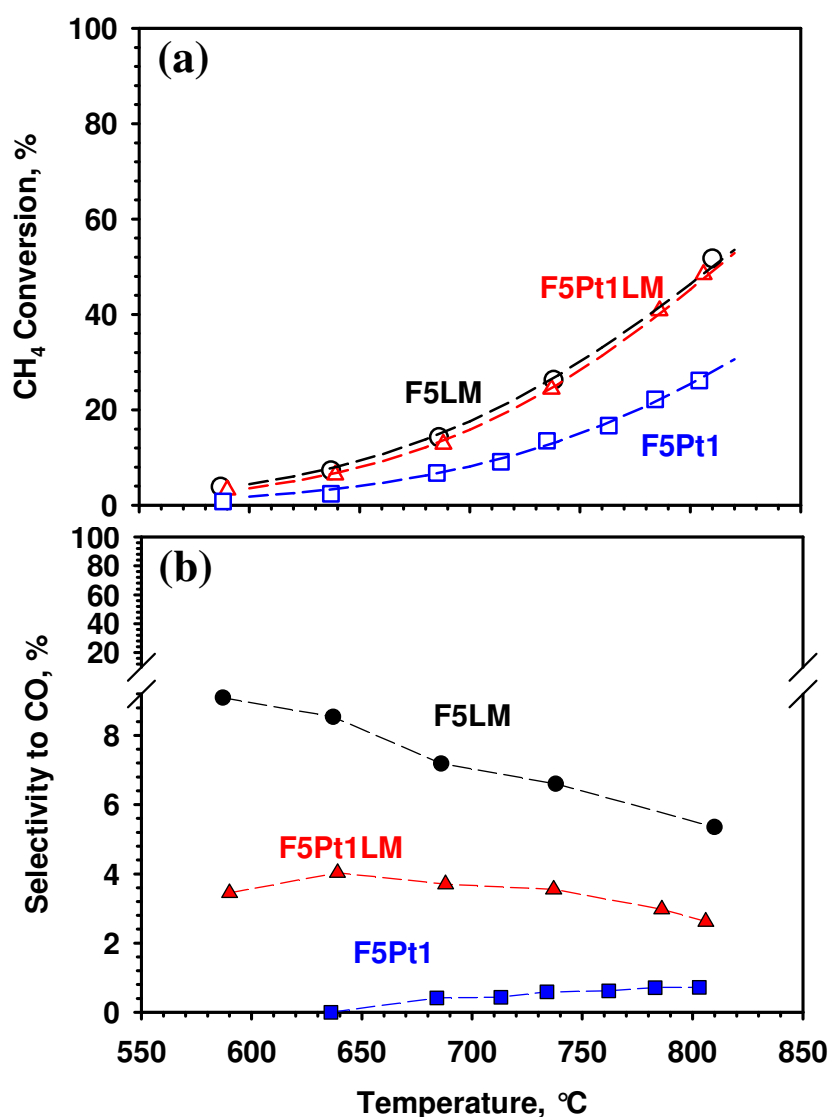 100
(a)
80
60
40
20
0
CH4 Conversion, %
F5Pt1LM
F5LM
F5Pt1
100
(b)
80
60
40
20
8
6
4
2
0
Selectivity to CO, %
F5LM
F5Pt1LM
F5Pt1
550 600 650 700 750 800 850
Temperature, °C